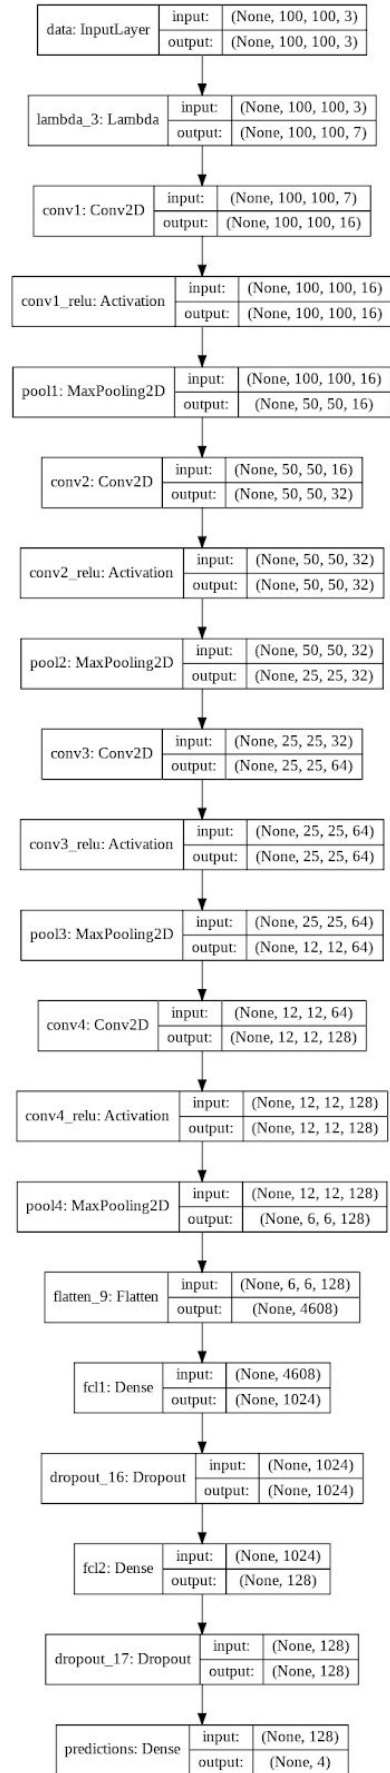 data: InputLayer
input: (None, 100, 100, 3)
output: (None, 100, 100, 3)
lambda_3: Lambda
input: (None, 100, 100, 3)
output: (None, 100, 100, 7)
conv1: Conv2D
input: (None, 100, 100, 7)
output: (None, 100, 100, 16)
conv1_relu: Activation
input: (None, 100, 100, 16)
output: (None, 100, 100, 16)
pool1: MaxPooling2D
input: (None, 100, 100, 16)
output: (None, 50, 50, 16)
conv2: Conv2D
input: (None, 50, 50, 16)
output: (None, 50, 50, 32)
conv2_relu: Activation
input: (None, 50, 50, 32)
output: (None, 50, 50, 32)
pool2: MaxPooling2D
input: (None, 50, 50, 32)
output: (None, 25, 25, 32)
conv3: Conv2D
input: (None, 25, 25, 32)
output: (None, 25, 25, 64)
conv3_relu: Activation
input: (None, 25, 25, 64)
output: (None, 25, 25, 64)
pool3: MaxPooling2D
input: (None, 25, 25, 64)
output: (None, 12, 12, 64)
conv4: Conv2D
input: (None, 12, 12, 64)
output: (None, 12, 12, 128)
conv4_relu: Activation
input: (None, 12, 12, 128)
output: (None, 12, 12, 128)
pool4: MaxPooling2D
input: (None, 12, 12, 128)
output: (None, 6, 6, 128)
flatten_9: Flatten
input: (None, 6, 6, 128)
output: (None, 4608)
fcl1: Dense
input: (None, 4608)
output: (None, 1024)
dropout_16: Dropout
input: (None, 1024)
output: (None, 1024)
fcl2: Dense
input: (None, 1024)
output: (None, 128)
dropout_17: Dropout
input: (None, 128)
output: (None, 128)
predictions: Dense
input: (None, 128)
output: (None, 4)